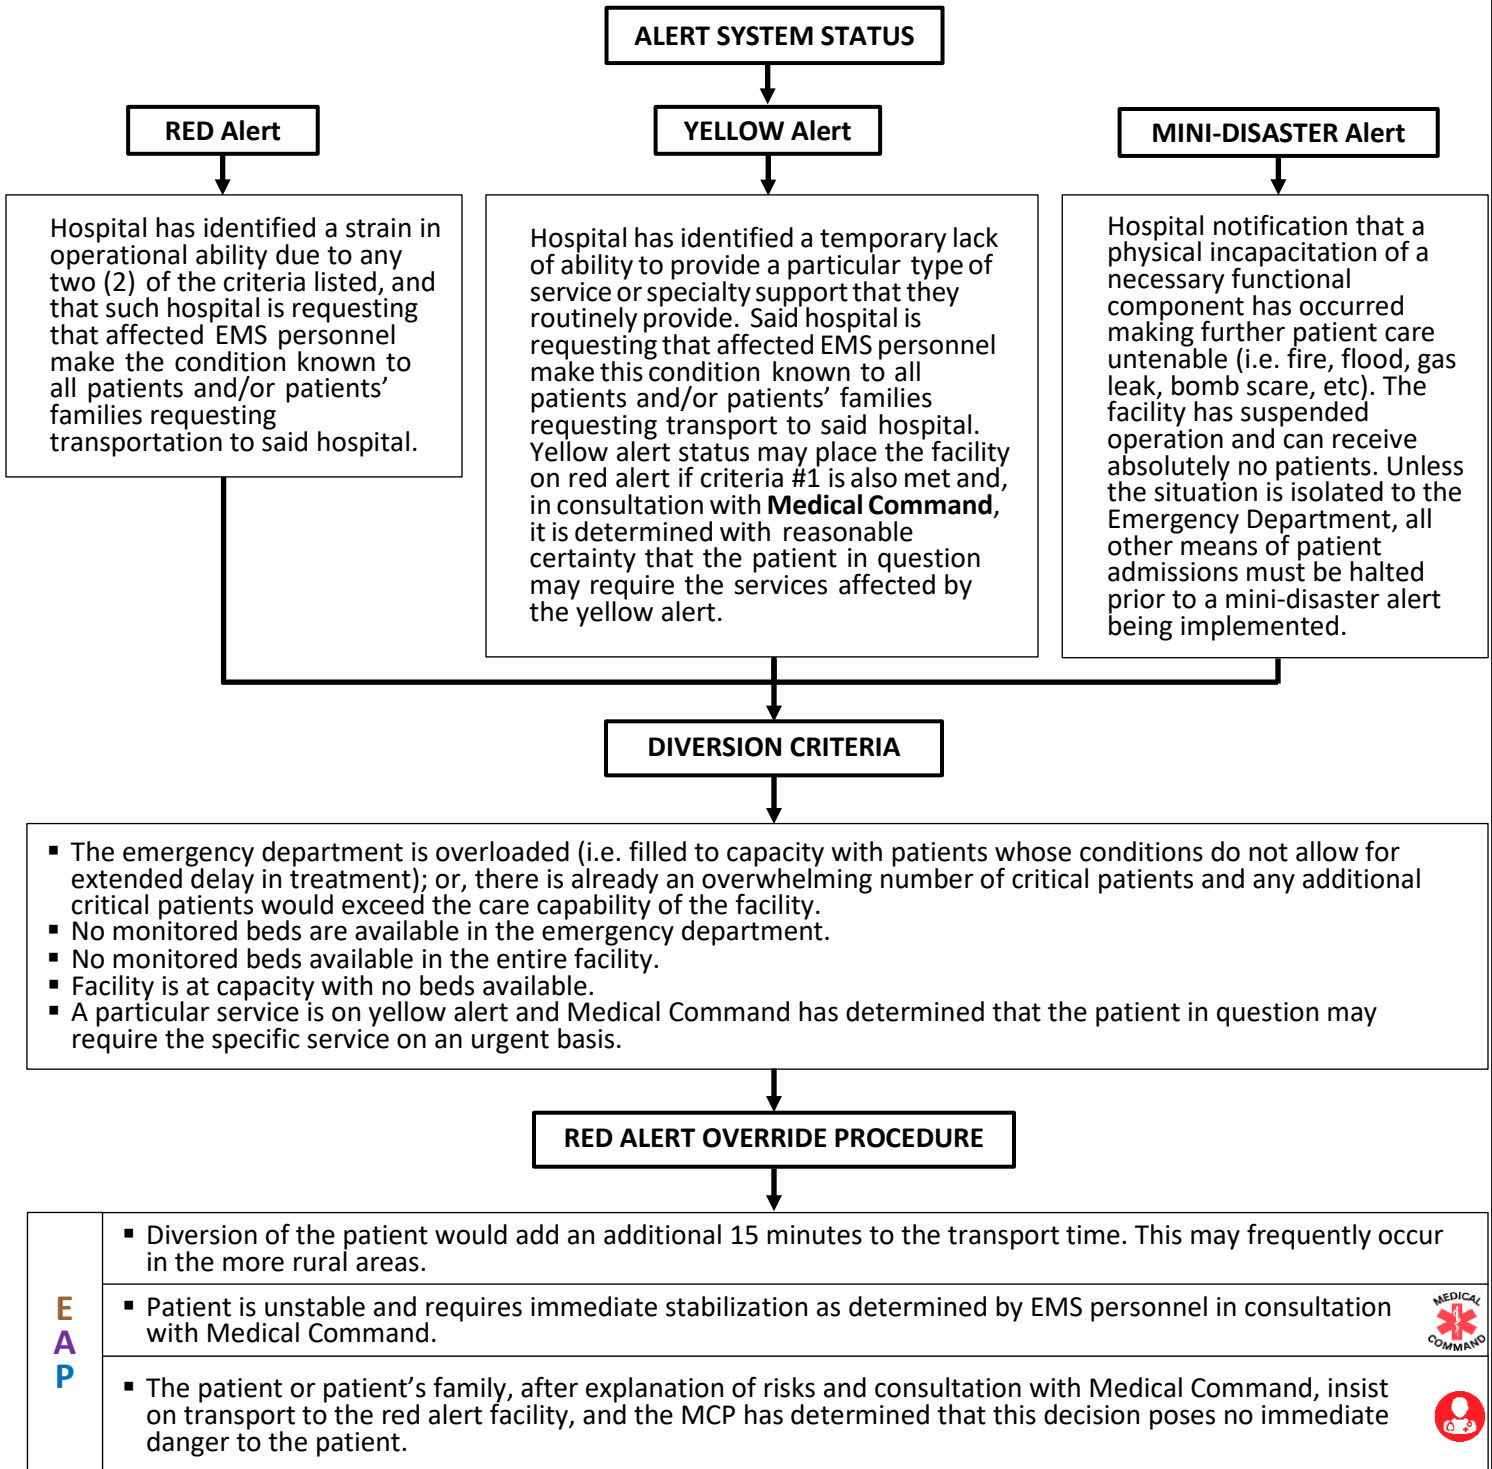 ALERT SYSTEM STATUS
RED Alert
Hospital has identified a strain in
operational ability due to any
two (2) of the criteria listed, and
that such hospital is requesting
that affected EMS personnel
make the condition known to
all patients and/or patients’
families requesting
transportation to said hospital.
YELLOW Alert
Hospital has identified a temporary lack
of ability to provide a particular type of
service or specialty support that they
routinely provide. Said hospital is
requesting that affected EMS personnel
make this condition known to all
patients and/or patients’ families
requesting transport to said hospital.
Yellow alert status may place the facility
on red alert if criteria #1 is also met and,
in consultation with Medical Command,
it is determined with reasonable
certainty that the patient in question
may require the services affected by
the yellow alert.
MINI-DISASTER Alert
Hospital notification that a
physical incapacitation of a
necessary functional
component has occurred
making further patient care
untenable (i.e. fire, flood, gas
leak, bomb scare, etc). The
facility has suspended
operation and can receive
absolutely no patients. Unless
the situation is isolated to the
Emergency Department, all
other means of patient
admissions must be halted
prior to a mini-disaster alert
being implemented.
DIVERSION CRITERIA
▪ The emergency department is overloaded (i.e. filled to capacity with patients whose conditions do not allow for
extended delay in treatment); or, there is already an overwhelming number of critical patients and any additional
critical patients would exceed the care capability of the facility.
▪ No monitored beds are available in the emergency department.
▪ No monitored beds available in the entire facility.
▪ Facility is at capacity with no beds available.
▪ A particular service is on yellow alert and Medical Command has determined that the patient in question may
require the specific service on an urgent basis.
RED ALERT OVERRIDE PROCEDURE
E
A
P
▪ Diversion of the patient would add an additional 15 minutes to the transport time. This may frequently occur
in the more rural areas.
▪ Patient is unstable and requires immediate stabilization as determined by EMS personnel in consultation
with Medical Command.
MEDICAL
COMMAND
▪ The patient or patient’s family, after explanation of risks and consultation with Medical Command, insist
on transport to the red alert facility, and the MCP has determined that this decision poses no immediate
danger to the patient.